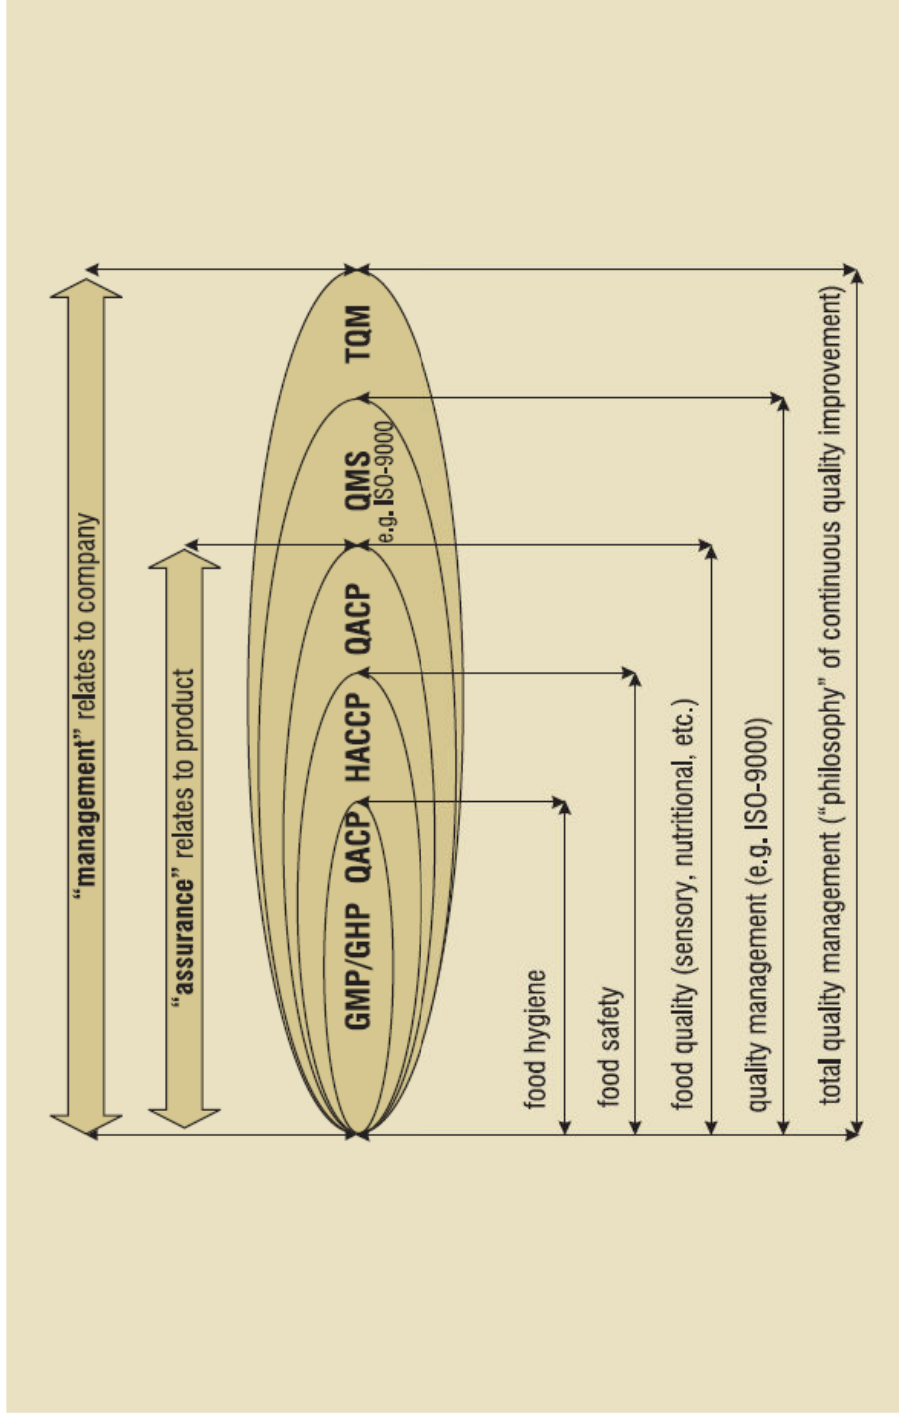 “management” relates to company
“assurance” relates to product
GMP/GHP QACP HACCP QACP QMS TQM
e.g. ISO-9000
food hygiene
food safety
food quality (sensory, nutritional, etc.)
quality management (e.g. ISO-9000)
total quality management (“philosophy” of continuous quality improvement)